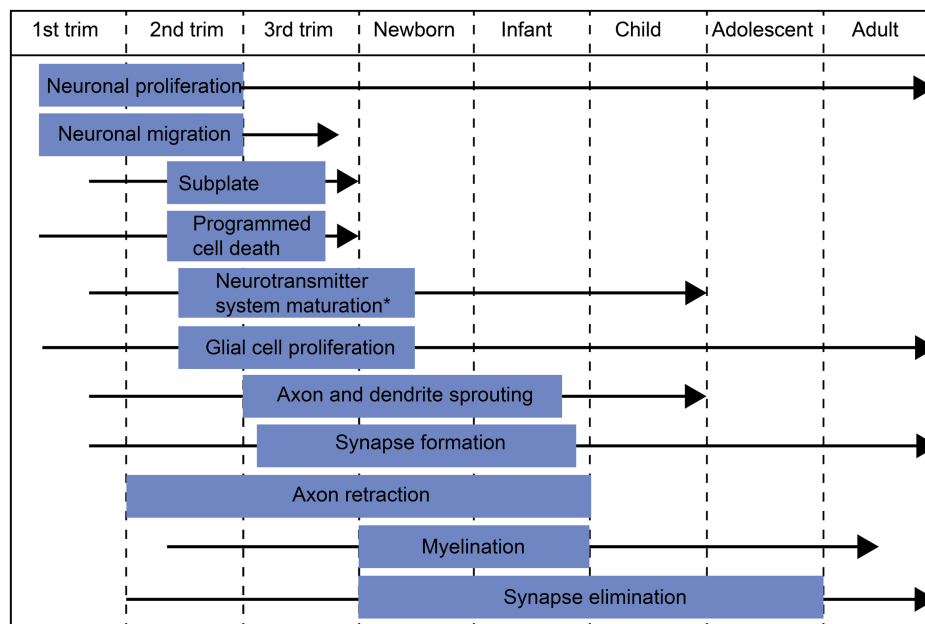 1st trim 2nd trim 3rd trim Newborn Infant Child Adolescent Adult
Neuronal proliferation
Neuronal migration
Subplate
Programmed
cell death
Neurotransmitter
system maturation*
Glial cell proliferation
Axon and dendrite sprouting
Synapse formation
Axon retraction
Myelination
Synapse elimination